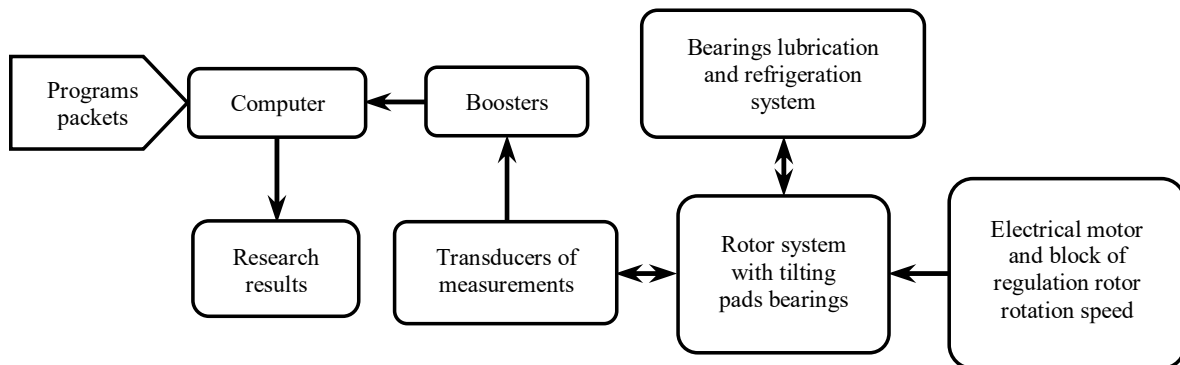 Programs
packets
Computer
Boosters
Bearings lubrication
and refrigeration
system
Research
results
Transducers of
measurements
Rotor system
with tilting
pads bearings
Electrical motor
and block of
regulation rotor
rotation speed